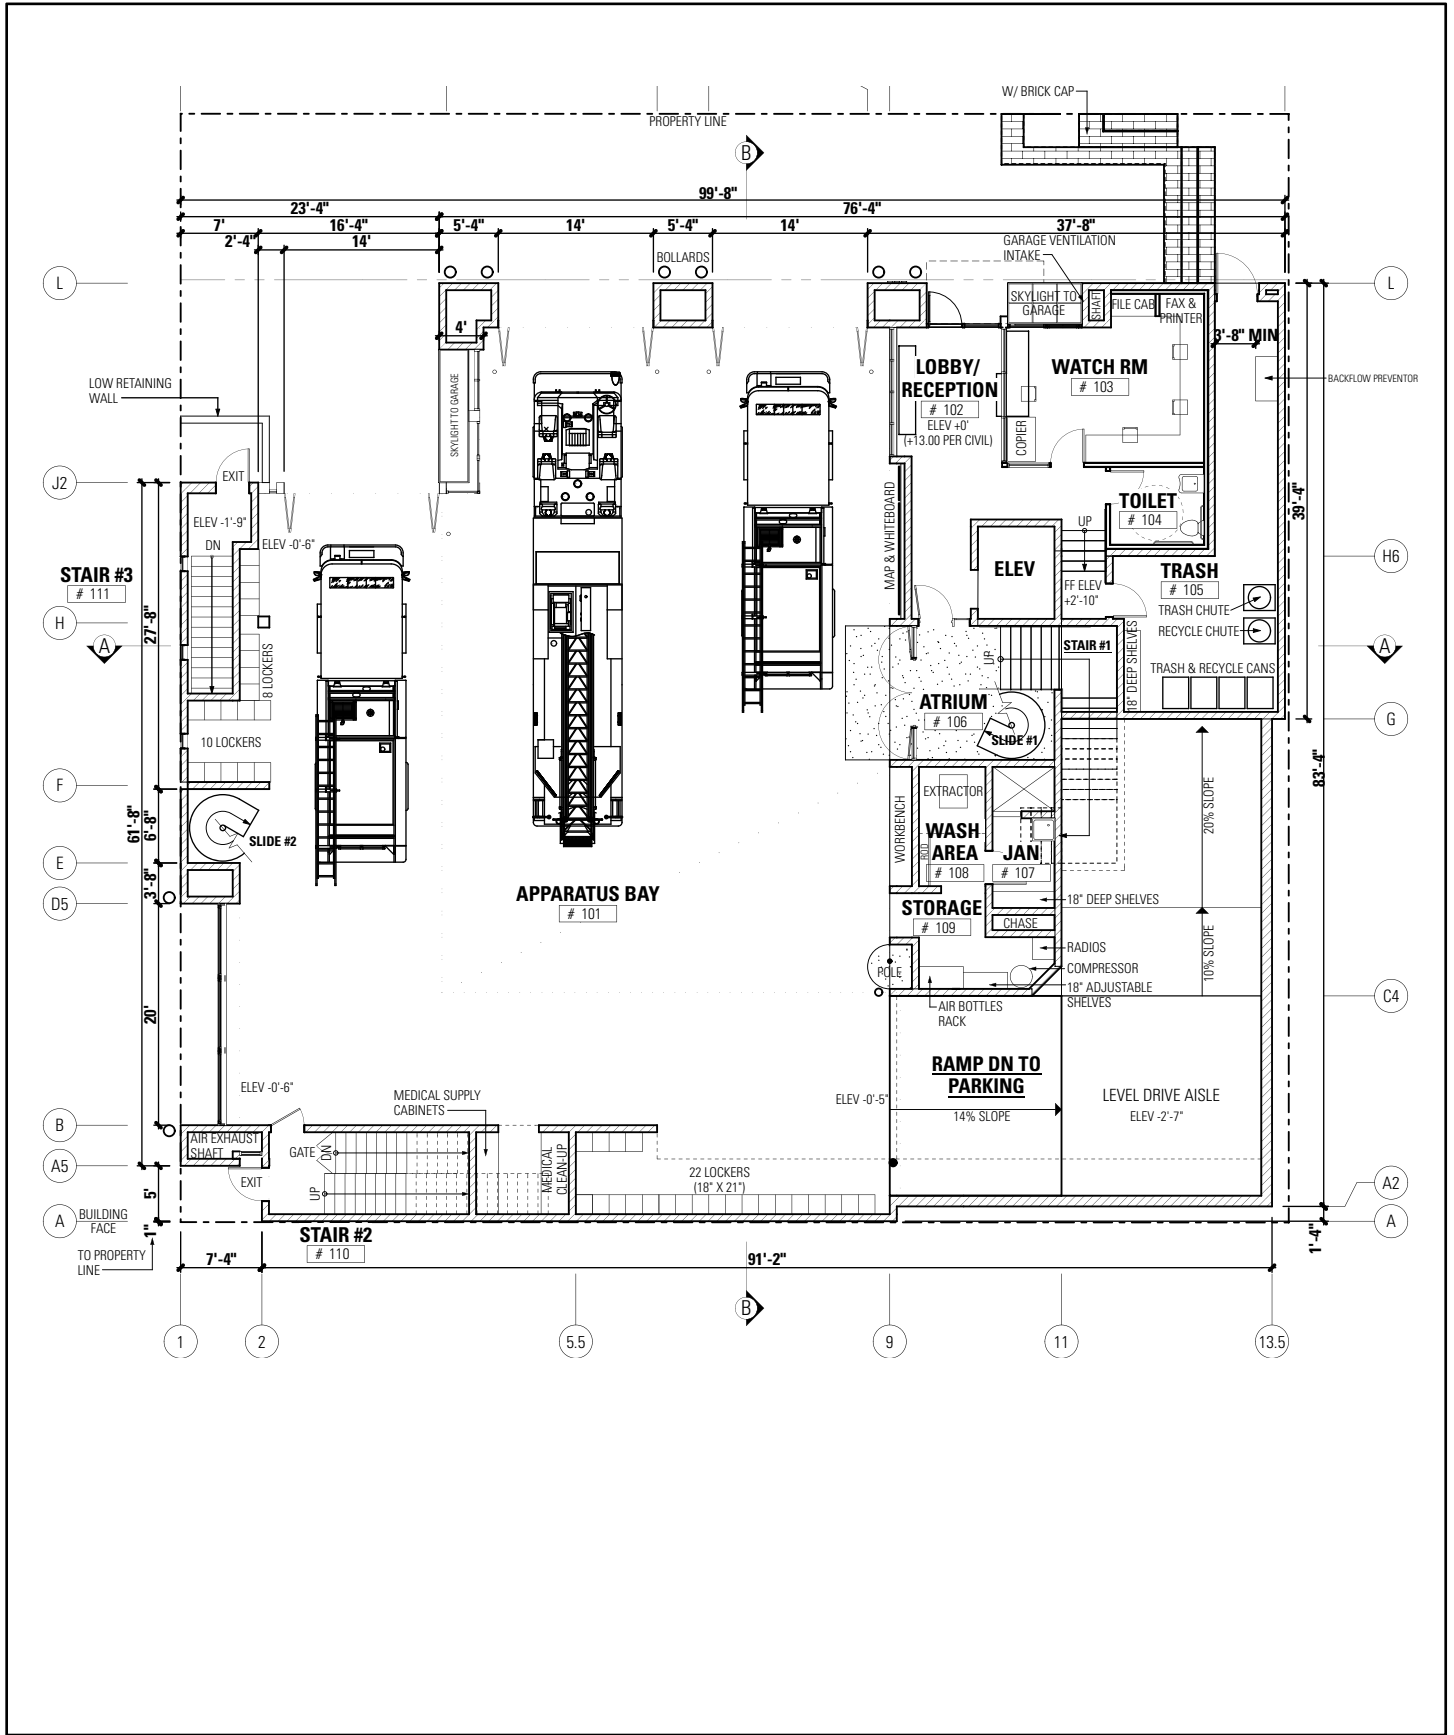 W/ BRICK CAP
PROPERTY LINE
B
99'-8"
23'-4"
76'-4"
7'
16'-4"
5'-4"
14'
5'-4"
14'
37'-8"
2'-4"
14'
GARAGE VENTILATION
INTAKE
BOLLARDS
L
L
SKYLIGHT TO
GARAGE
SHAFT
FILE CAB
FAX &
PRINTER
4'
3'-8" MIN
LOBBY/
RECEPTION
# 102
ELEV +0'
(+13.00 PER CIVIL)
WATCH RM
# 103
BACKFLOW PREVENTOR
LOW RETAINING
WALL
SKYLIGHT TO GARAGE
COPIER
EXIT
J2
MAP & WHITEBOARD
TOILET
# 104
39'-4"
ELEV -1'-9"
DN
ELEV -0'-6"
UP
H6
STAIR #3
# 111
ELEV
TRASH
# 105
FF ELEV
+2'-10"
TRASH CHUTE
H
27'-8"
RECYCLE CHUTE
A
A
8 LOCKERS
UP
STAIR #1
18" DEEP SHELVES
TRASH & RECYCLE CANS
ATRIUM
# 106
G
10 LOCKERS
SLIDE #1
F
83'-4"
61'-8"
6'-8"
EXTRACTOR
20% SLOPE
SLIDE #2
WORKBENCH
WASH
AREA
# 108
ROD
JAN
# 107
E
3'-8"
D5
APPARATUS BAY
# 101
18" DEEP SHELVES
STORAGE
# 109
CHASE
RADIOS
10% SLOPE
POLE
COMPRESSOR
18" ADJUSTABLE
SHELVES
C4
AIR BOTTLES
RACK
20'
RAMP DN TO
PARKING
14% SLOPE
ELEV -0'-6"
MEDICAL SUPPLY
CABINETS
ELEV -0'-5"
LEVEL DRIVE AISLE
ELEV -2'-7"
B
AIR EXHAUST
SHAFT
GATE
DN
A5
MEDICAL
CLEAN-UP
22 LOCKERS
(18" X 21")
EXIT
UP
5'
A2
A
BUILDING
FACE
A
1"
STAIR #2
# 110
1'-4"
TO PROPERTY
LINE
7'-4"
91'-2"
B
1
2
5.5
9
11
13.5